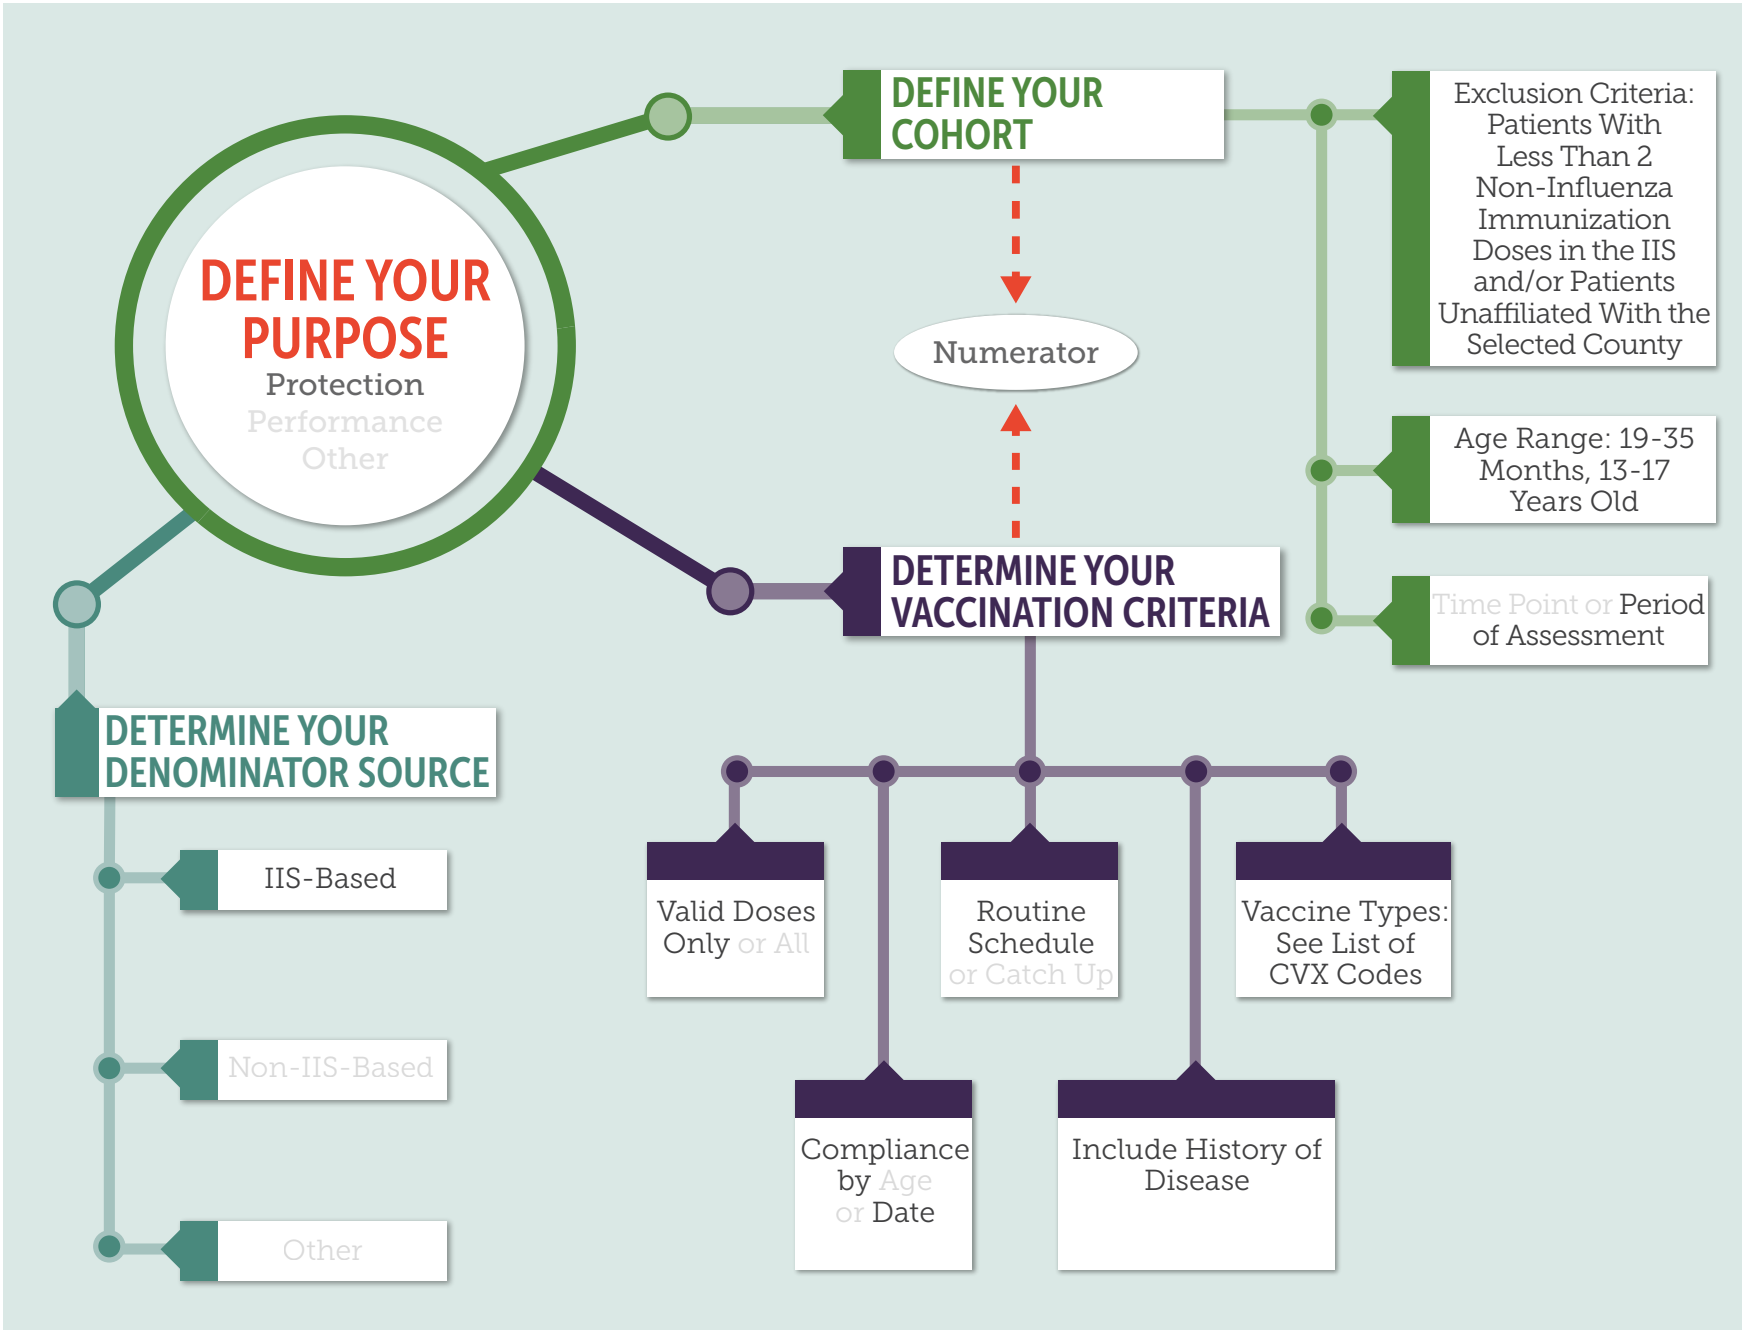 DEFINE YOUR
PURPOSE
Protection
Performance
Other
DEFINE YOUR
COHORT
Exclusion Criteria:
Patients With
Less Than 2
Non-Influenza
Immunization
Doses in the IIS
and/or Patients
Unaffiliated With the
Selected County
Age Range: 19-35
Months, 13-17
Years Old
Time Point or Period
of Assessment
Numerator
DETERMINE YOUR
VACCINATION CRITERIA
Valid Doses
Only or All
Compliance
by Age
or Date
Routine
Schedule
or Catch Up
Include History of
Disease
Vaccine Types:
See List of
CVX Codes
DETERMINE YOUR
DENOMINATOR SOURCE
IIS-Based
Non-IIS-Based
Other